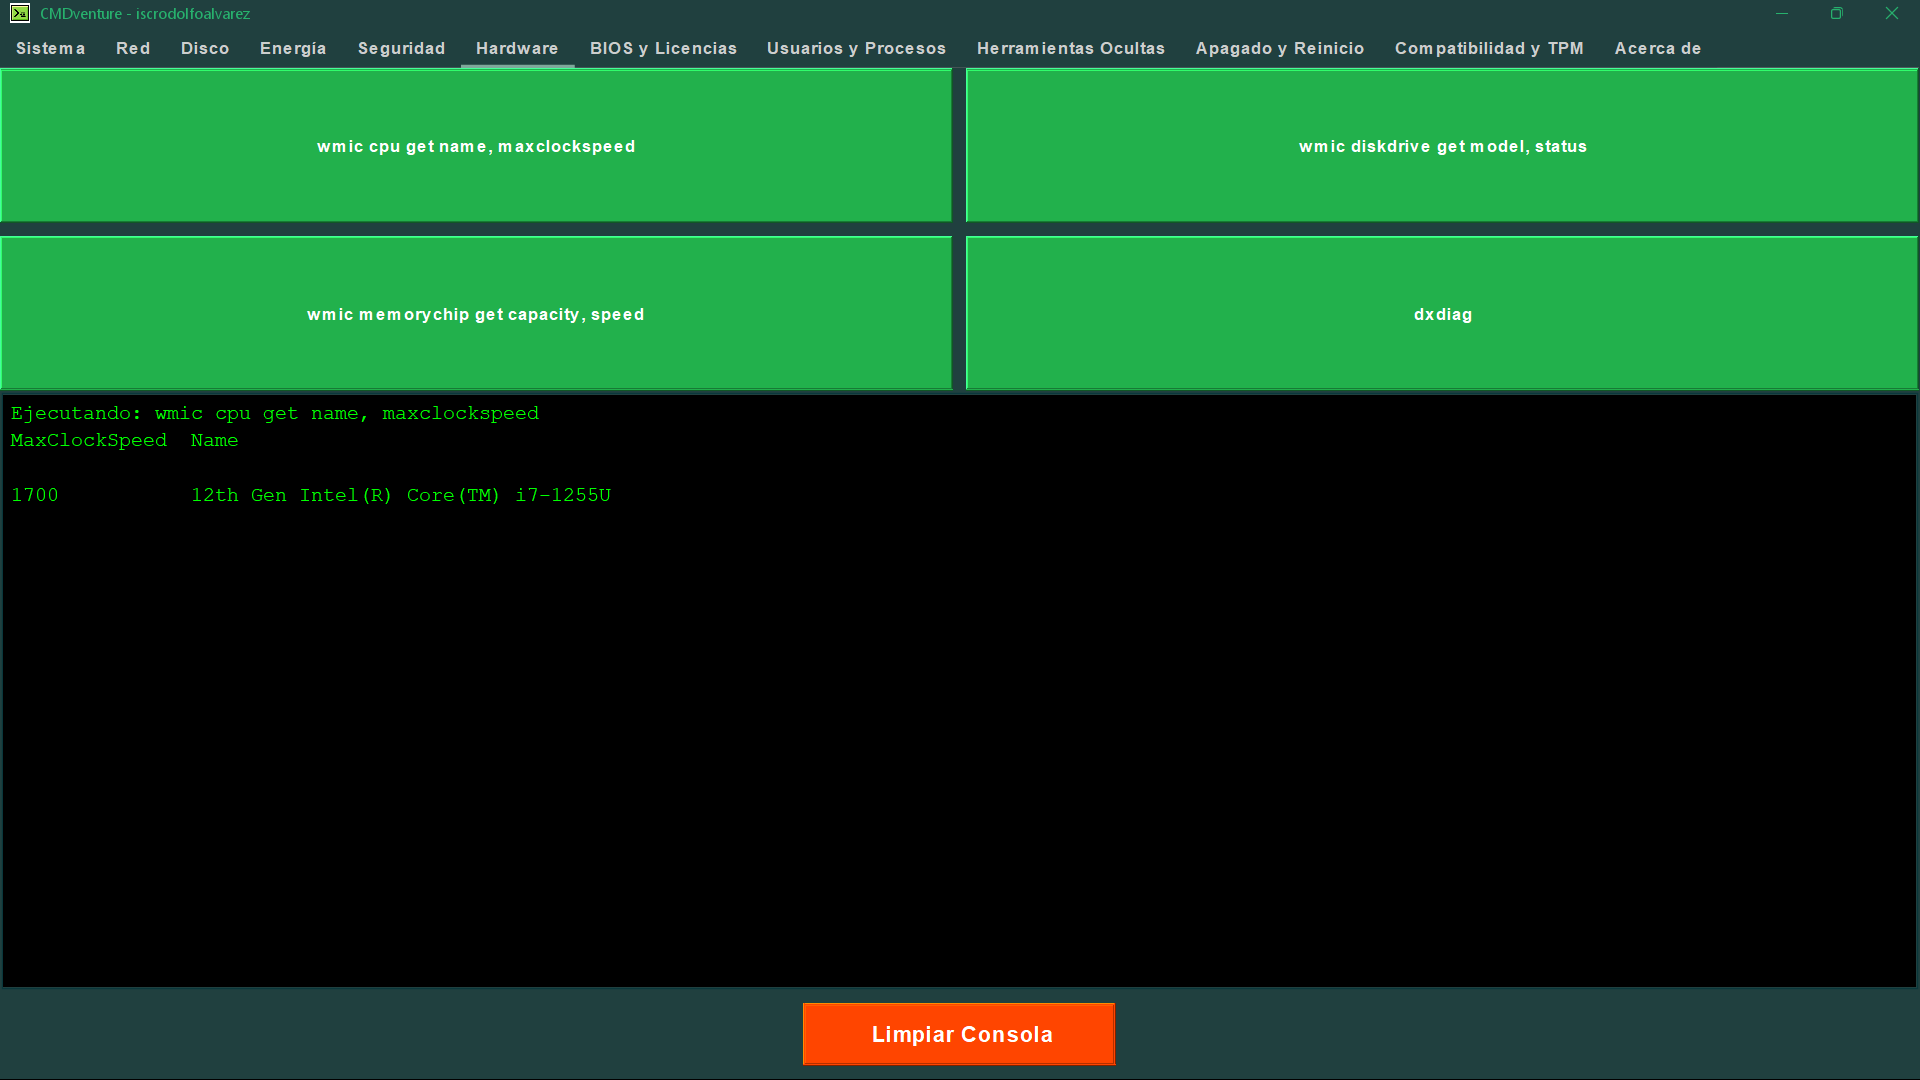 CMDventure - iscrodolfoalvarez
Sistema Red Disco Energía Seguridad Hardware BIOS y Licencias Usuarios y Procesos Herramientas Ocultas Apagado y Reinicio Compatibilidad y TPM Acerca de
wmic cpu get name, maxclockspeed
wmic diskdrive get model, status
wmic memorychip get capacity, speed
dxdiag
Ejecutando: wmic cpu get name, maxclockspeed
MaxClockSpeed  Name
1700           12th Gen Intel(R) Core(TM) i7-1255U
Limpiar Consola